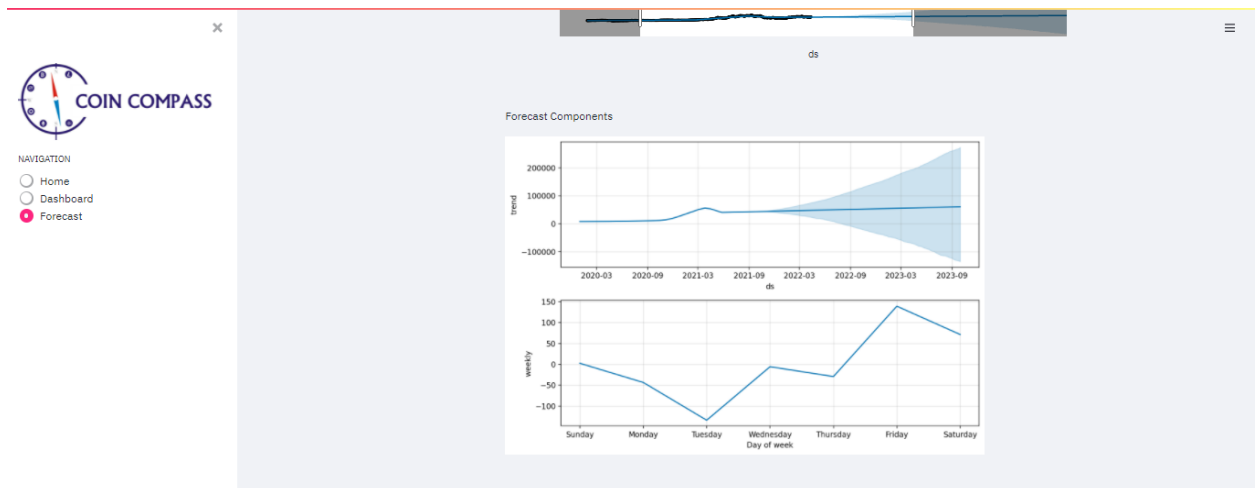 ds
COIN COMPASS
NAVIGATION
Home
Dashboard
Forecast
Forecast Components
200000
100000
0
−100000
trend
2020-03 2020-09 2021-03 2021-09 2022-03 2022-09 2023-03 2023-09
ds
150
100
50
0
−50
−100
weekly
Sunday Monday Tuesday Wednesday Thursday Friday Saturday
Day of week